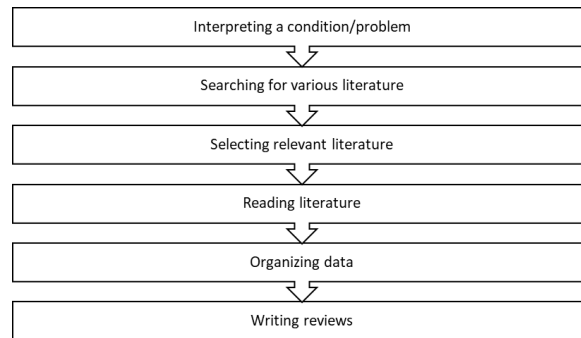 Interpreting a condition/problem
Searching for various literature
Selecting relevant literature
Reading literature
Organizing data
Writing reviews